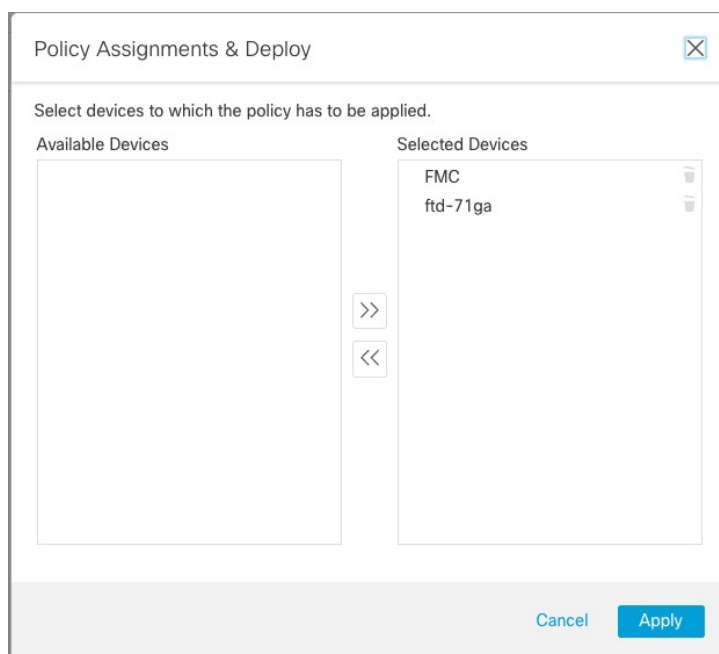 Policy Assignments & Deploy
Select devices to which the policy has to be applied.
Available Devices
Selected Devices
FMC
ftd-71ga
>>
<<
Cancel
Apply